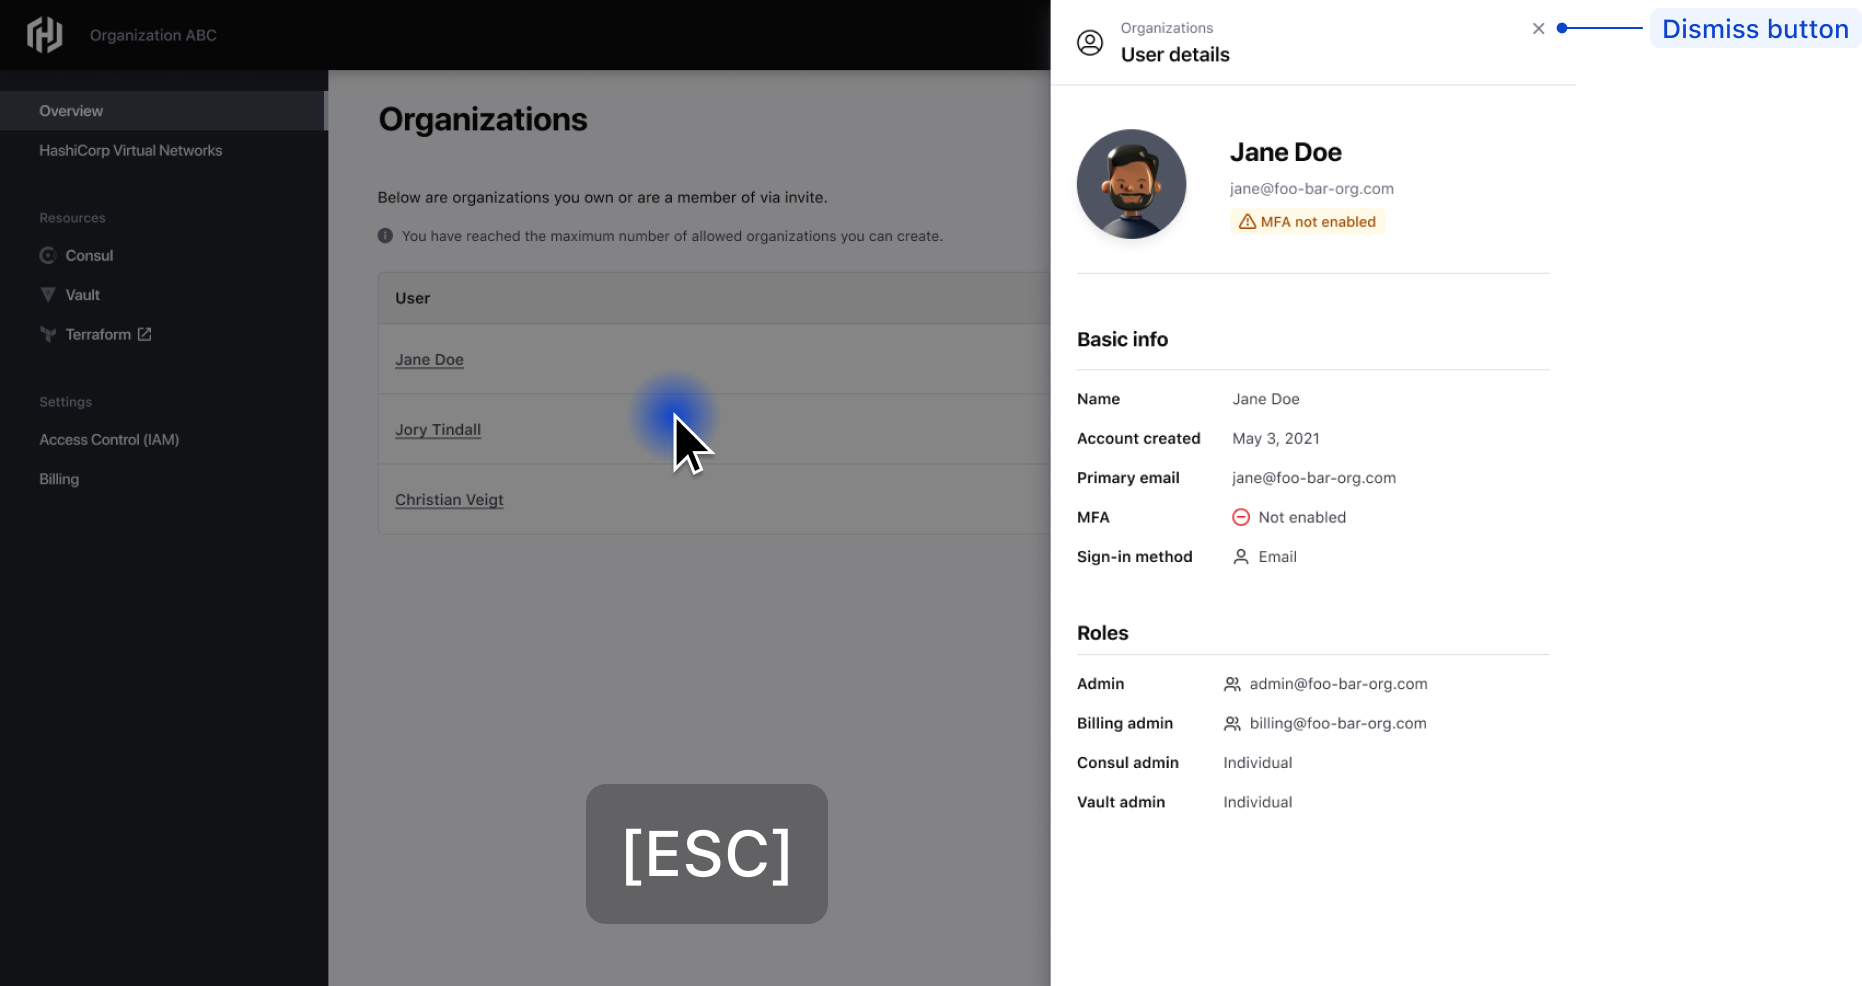 Organization ABC
Overview
HashiCorp Virtual Networks
Resources
Consul
Vault
Terraform
Settings
Access Control (IAM)
Billing
Organizations
Below are organizations you own or are a member of via invite.
You have reached the maximum number of allowed organizations you can create.
User
Jane Doe
Jory Tindall
Christian Veigt
[ESC]
Organizations
User details
Dismiss button
Jane Doe
jane@foo-bar-org.com
MFA not enabled
Basic info
Name Jane Doe
Account created May 3, 2021
Primary email jane@foo-bar-org.com
MFA Not enabled
Sign-in method Email
Roles
Admin admin@foo-bar-org.com
Billing admin billing@foo-bar-org.com
Consul admin Individual
Vault admin Individual